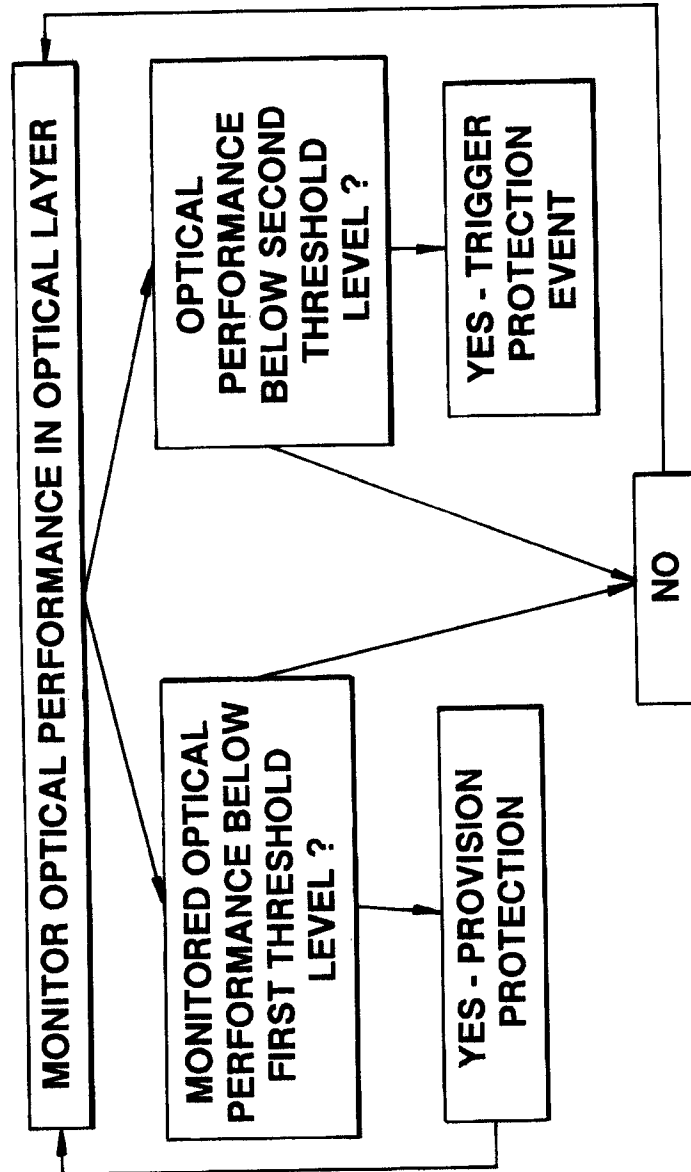 MONITOR OPTICAL PERFORMANCE IN OPTICAL LAYER
MONITORED OPTICAL
PERFORMANCE BELOW
FIRST THRESHOLD
LEVEL ?
OPTICAL
PERFORMANCE
BELOW SECOND
THRESHOLD
LEVEL ?
YES - PROVISION
PROTECTION
YES - TRIGGER
PROTECTION
EVENT
NO